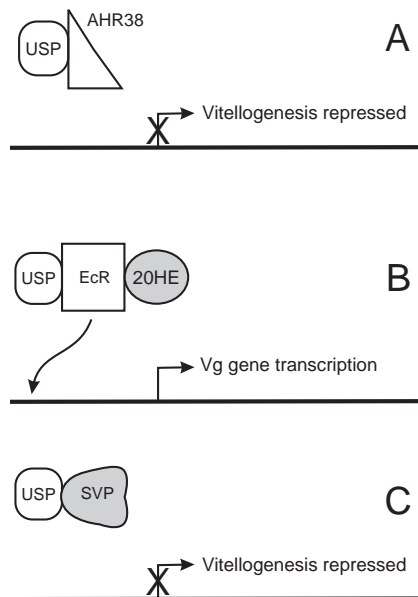 AHR38
USP
A
X
Vitellogenesis repressed
USP
EcR
20HE
B
Vg gene transcription
USP
SVP
C
X
Vitellogenesis repressed